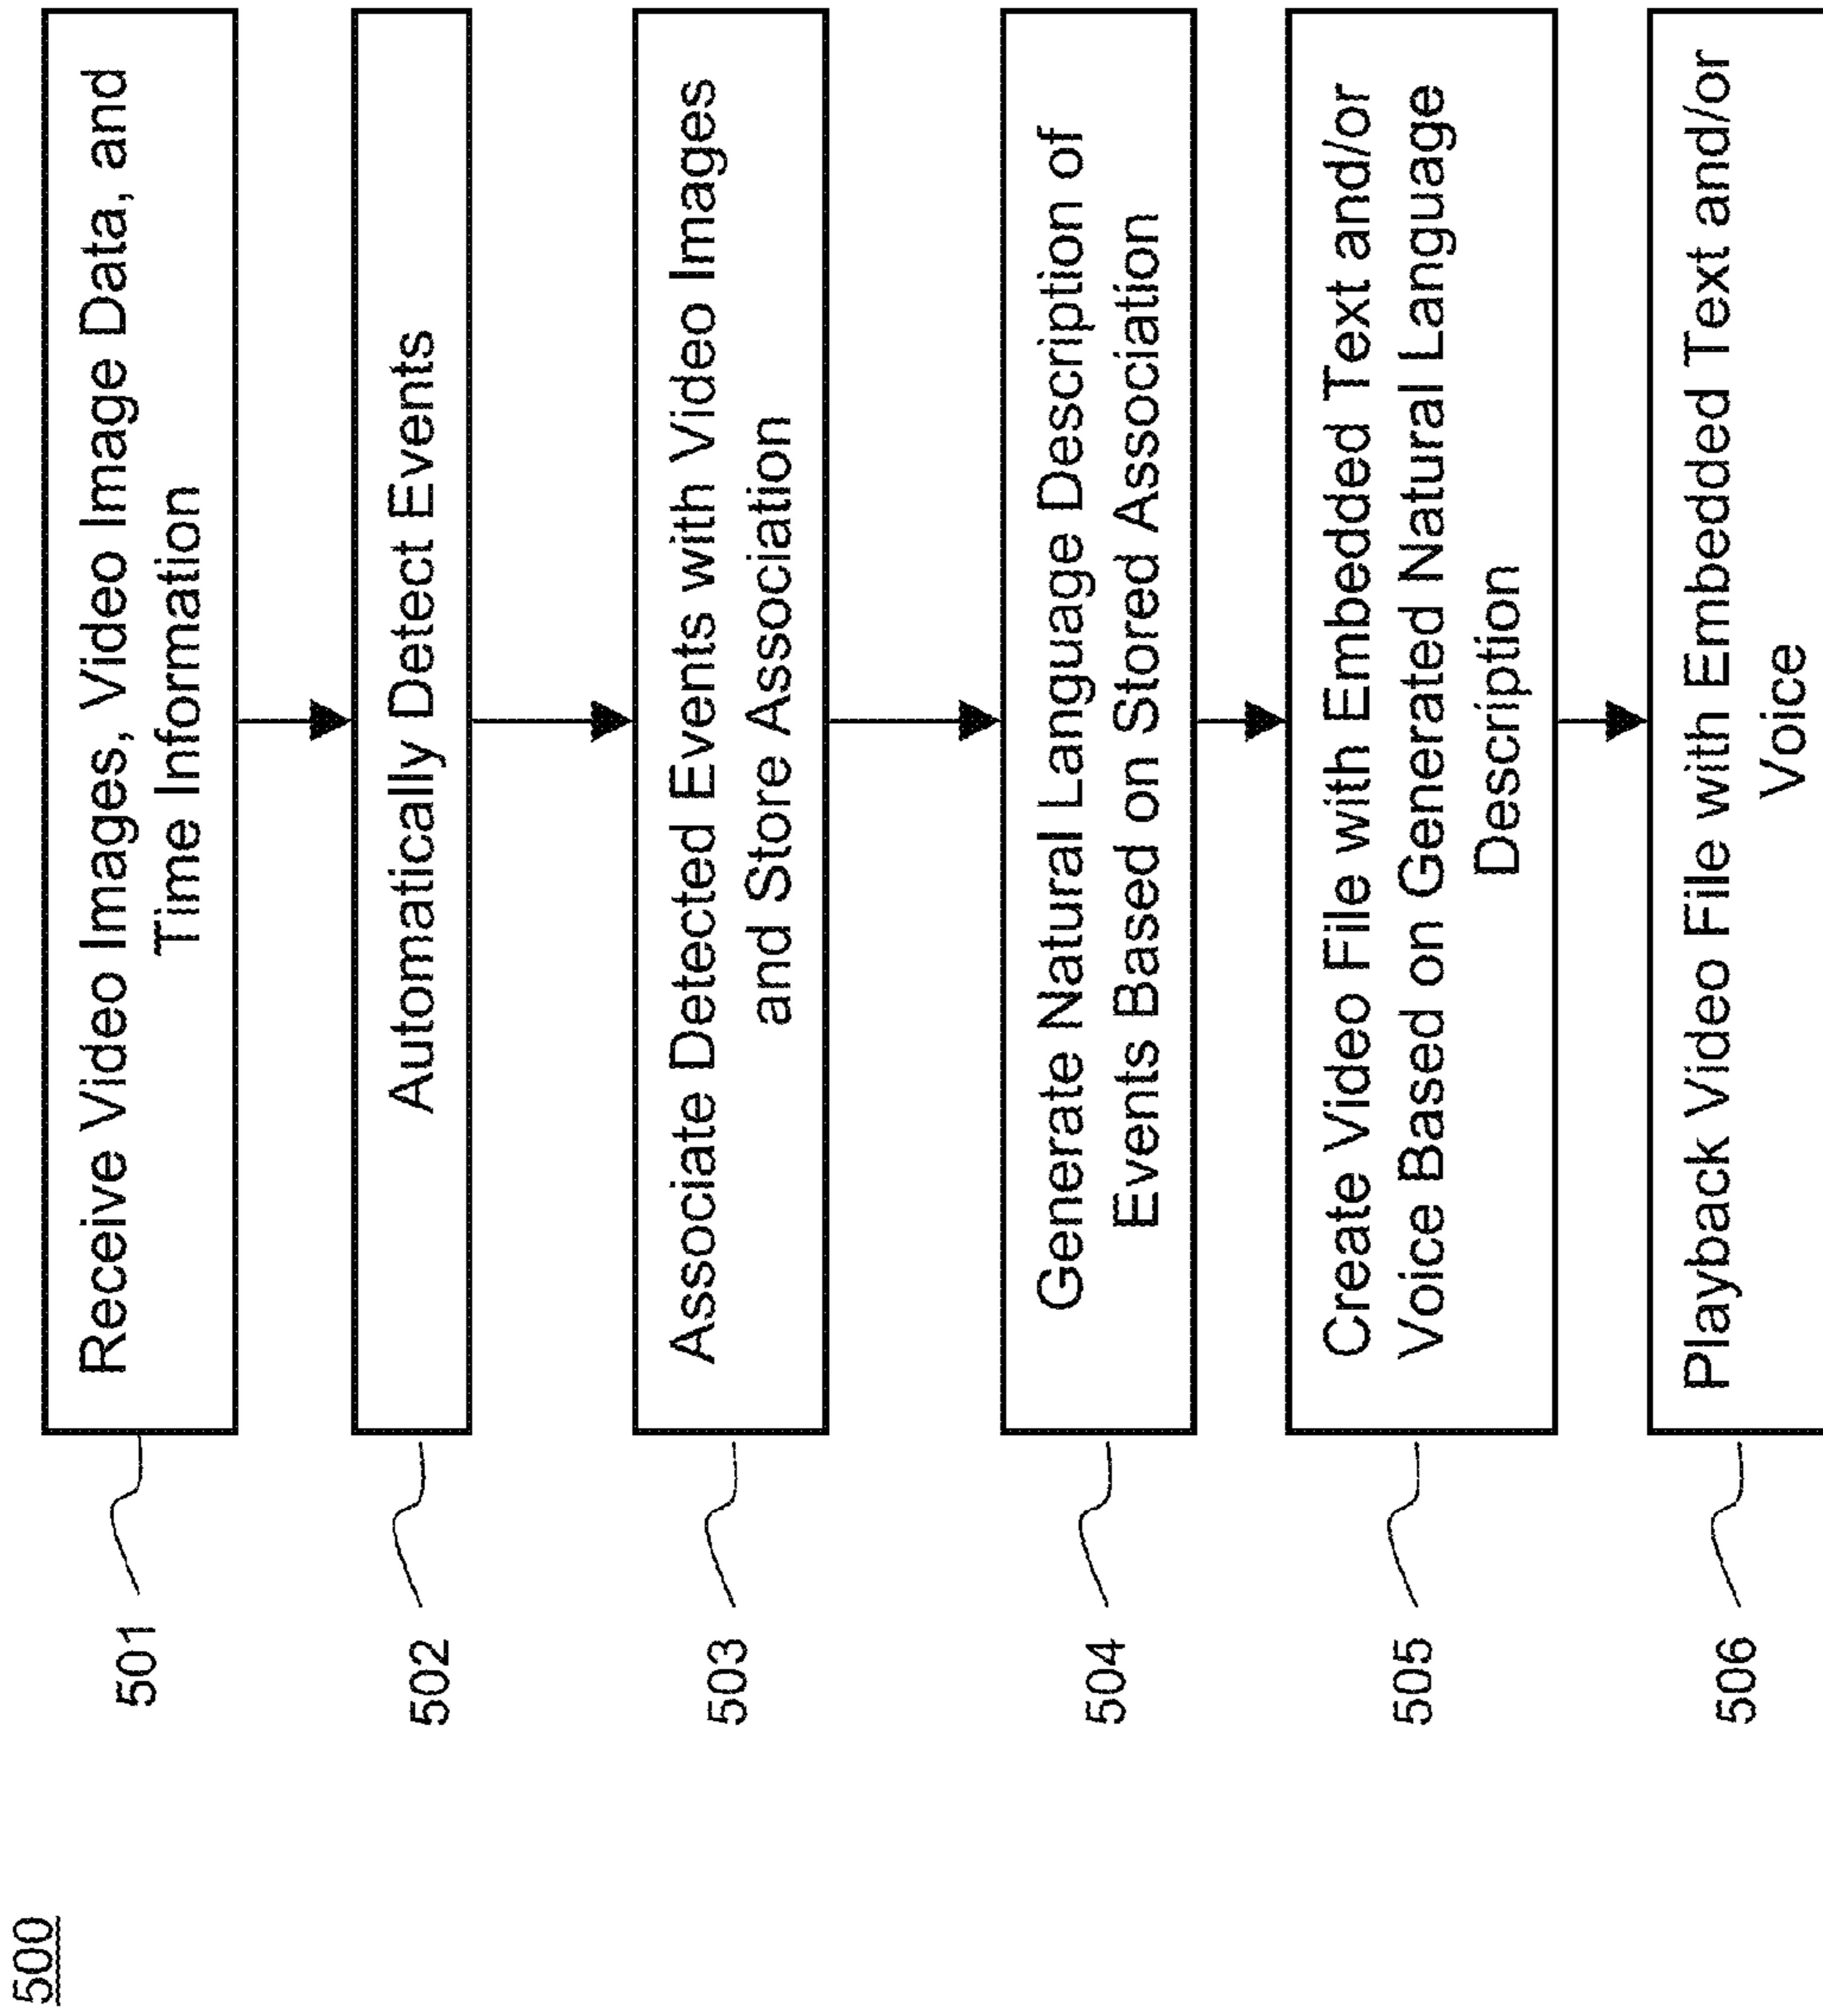 500
501
Receive Video Images, Video Image Data, and
Time Information
502
Automatically Detect Events
503
Associate Detected Events with Video Images
and Store Association
504
Generate Natural Language Description of
Events Based on Stored Association
505
Create Video File with Embedded Text and/or
Voice Based on Generated Natural Language
Description
506
Playback Video File with Embedded Text and/or
Voice